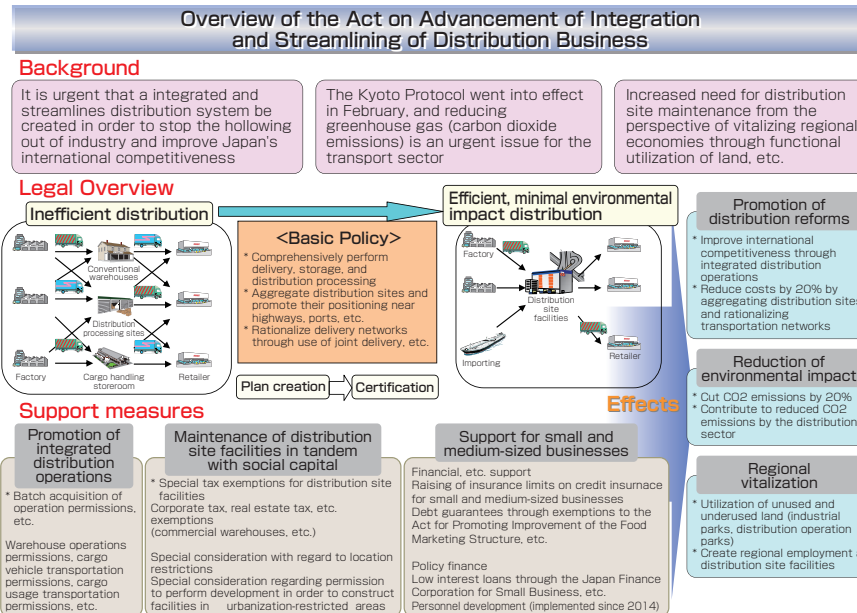 Overview of the Act on Advancement of Integration
and Streamlining of Distribution Business
Background
It is urgent that a integrated and
streamlines distribution system be
created in order to stop the hollowing
out of industry and improve Japan's
international competitiveness
The Kyoto Protocol went into effect
in February, and reducing
greenhouse gas (carbon dioxide
emissions) is an urgent issue for the
transport sector
Increased need for distribution
site maintenance from the
perspective of vitalizing regional
economies through functional
utilization of land, etc.
Legal Overview
Inefficient distribution
Conventional
warehouses
Distribution
processing sites
Factory
Cargo handling
storeroom
Retailer
<Basic Policy>
* Comprehensively perform
delivery, storage, and
distribution processing
* Aggregate distribution sites and
promote their positioning near
highways, ports, etc.
* Rationalize delivery networks
through use of joint delivery, etc.
Plan creation
Certification
Efficient, minimal environmental
impact distribution
Factory
Distribution
site
facilities
Importing
Retailer
Effects
Promotion of
distribution reforms
* Improve international
competitiveness through
integrated distribution
operations
* Reduce costs by 20% by
aggregating distribution sites
and rationalizing
transportation networks
Reduction of
environmental impact
* Cut CO2 emissions by 20%
* Contribute to reduced CO2
emissions by the distribution
sector
Regional
vitalization
* Utilization of unused and
underused land (industrial
parks, distribution operation
parks)
* Create regional employment
distribution site facilities
Support measures
Promotion of
integrated
distribution
operations
* Batch acquisition of
operation permissions,
etc.
Warehouse operations
permissions, cargo
vehicle transportation
permissions, cargo
usage transportation
permissions, etc.
Maintenance of distribution
site facilities in tandem
with social capital
* Special tax exemptions for distribution site
facilities
Corporate tax, real estate tax, etc.
exemptions
(commercial warehouses, etc.)
Special consideration with regard to location
restrictions
Special consideration regarding permission
to perform development in order to construct
facilities in urbanization-restricted areas
Support for small and
medium-sized businesses
Financial, etc. support
Raising of insurance limits on credit insurnace
for small and medium-sized businesses
Debt guarantees through exemptions to the
Act for Promoting Improvement of the Food
Marketing Structure, etc.
Policy finance
Low interest loans through the Japan Finance
Corporation for Small Business, etc.
Personnel development (implemented since 2014)